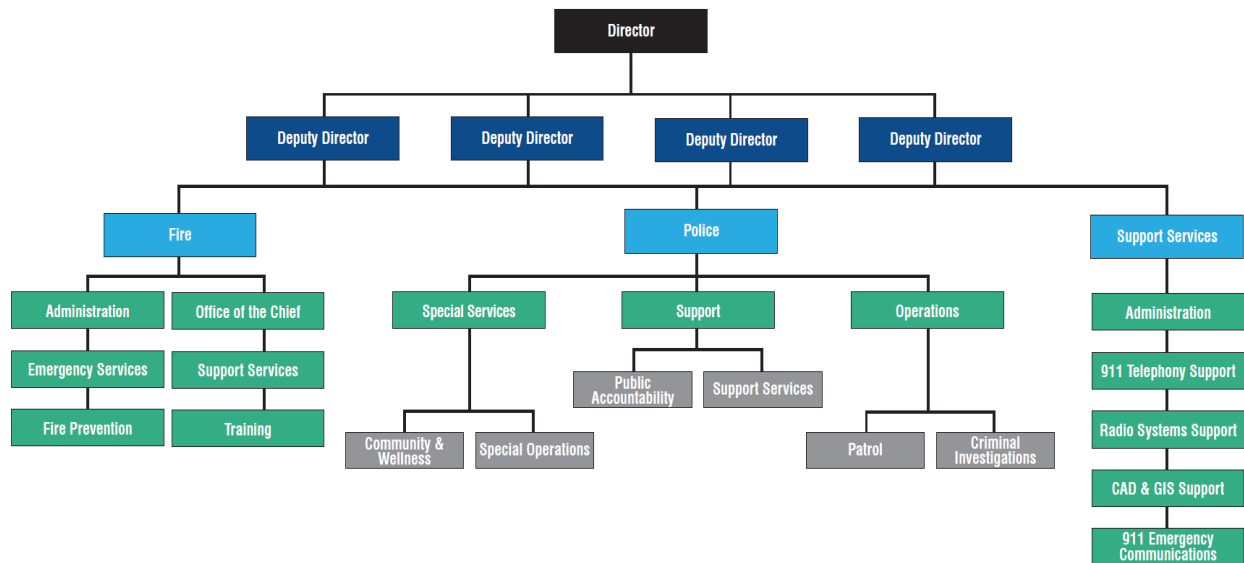 Director
Deputy Director
Deputy Director
Deputy Director
Deputy Director
Fire
Police
Support Services
Administration
Office of the Chief
Special Services
Support
Operations
Administration
Emergency Services
Support Services
Public
Accountability
Support Services
911 Telephony Support
Fire Prevention
Training
Community &
Wellness
Special Operations
Patrol
Criminal
Investigations
Radio Systems Support
CAD & GIS Support
911 Emergency
Communications